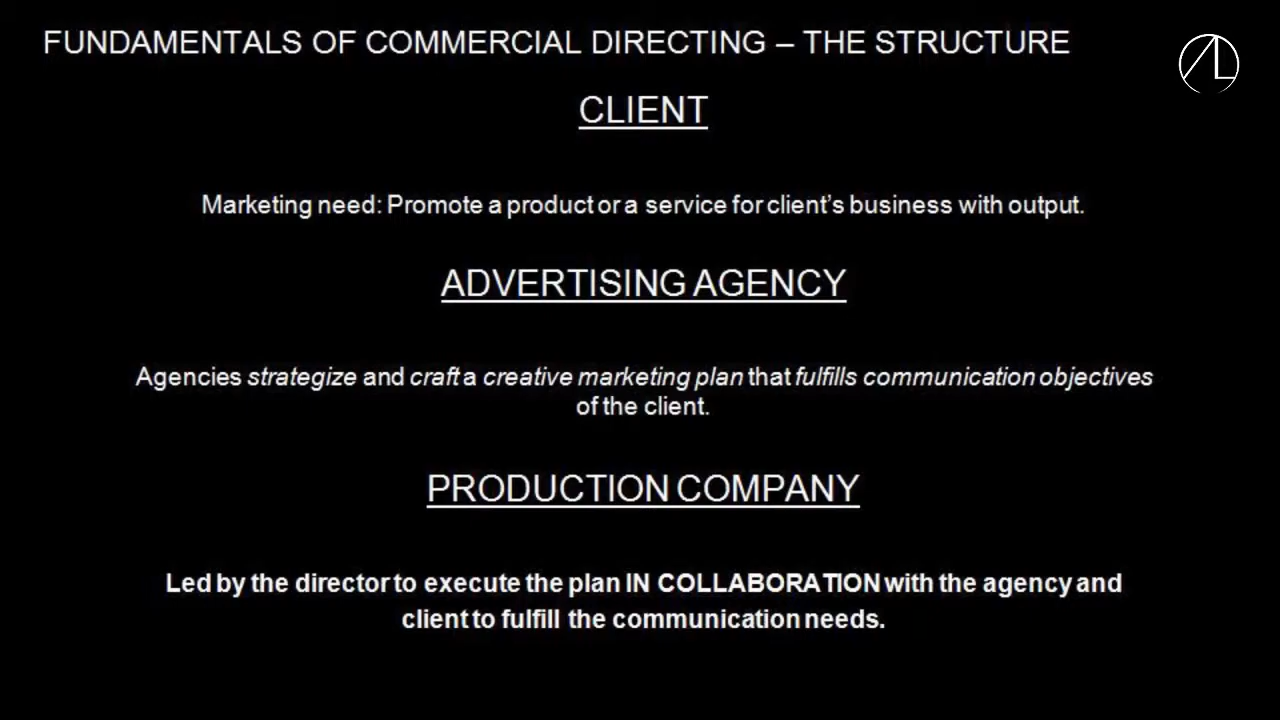 FUNDAMENTALS OF COMMERCIAL DIRECTING – THE STRUCTURE
CLIENT
Marketing need: Promote a product or a service for client’s business with output.
ADVERTISING AGENCY
Agencies strategize and craft a creative marketing plan that fulfills communication objectives
of the client.
PRODUCTION COMPANY
Led by the director to execute the plan IN COLLABORATION with the agency and
client to fulfill the communication needs.